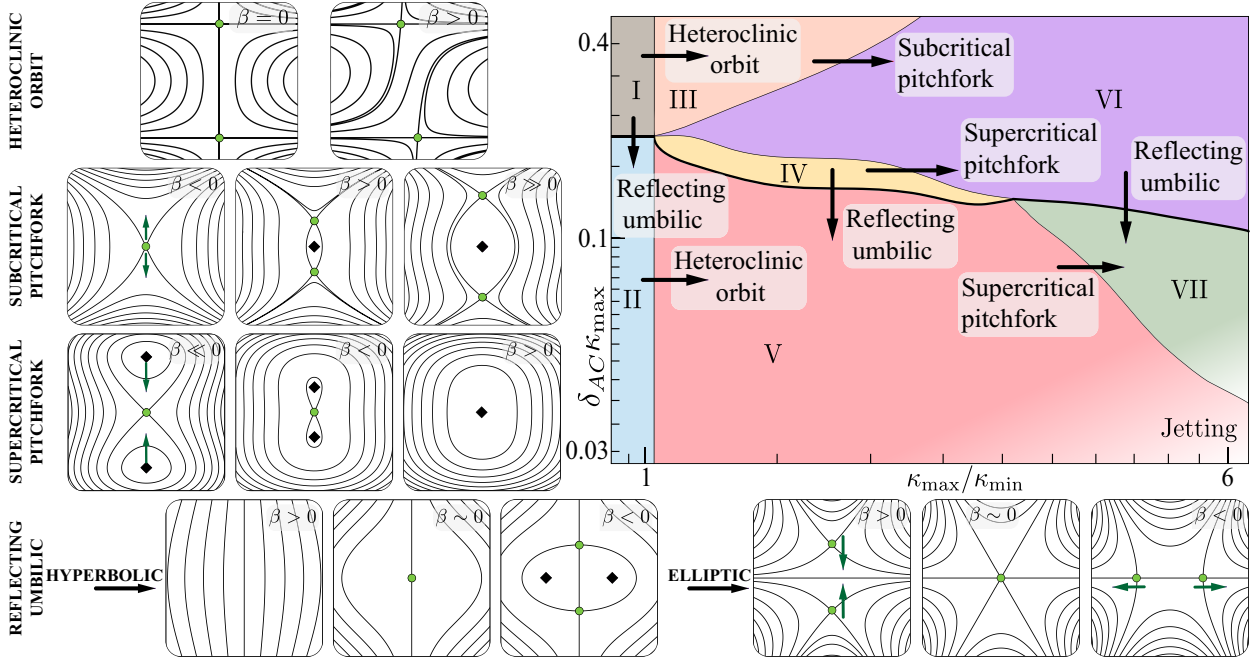 HETEROCLINIC
ORBIT
β = 0
β > 0
SUBCRITICAL
PITCHFORK
β < 0
β > 0
β ≫ 0
SUPERCRITICAL
PITCHFORK
β ≪ 0
β < 0
β > 0
REFLECTING
UMBILIC
HYPERBOLIC
β > 0
β ∼ 0
β < 0
ELLIPTIC
β > 0
β ∼ 0
β < 0
δ_AC κ_max
0.4
0.1
0.03
I
Heteroclinic
orbit
III
Subcritical
pitchfork
VI
Supercritical
pitchfork
Reflecting
umbilic
IV
Reflecting
umbilic
Reflecting
umbilic
II
Heteroclinic
orbit
Supercritical
pitchfork
VII
V
Jetting
1
κ_max/κ_min
6